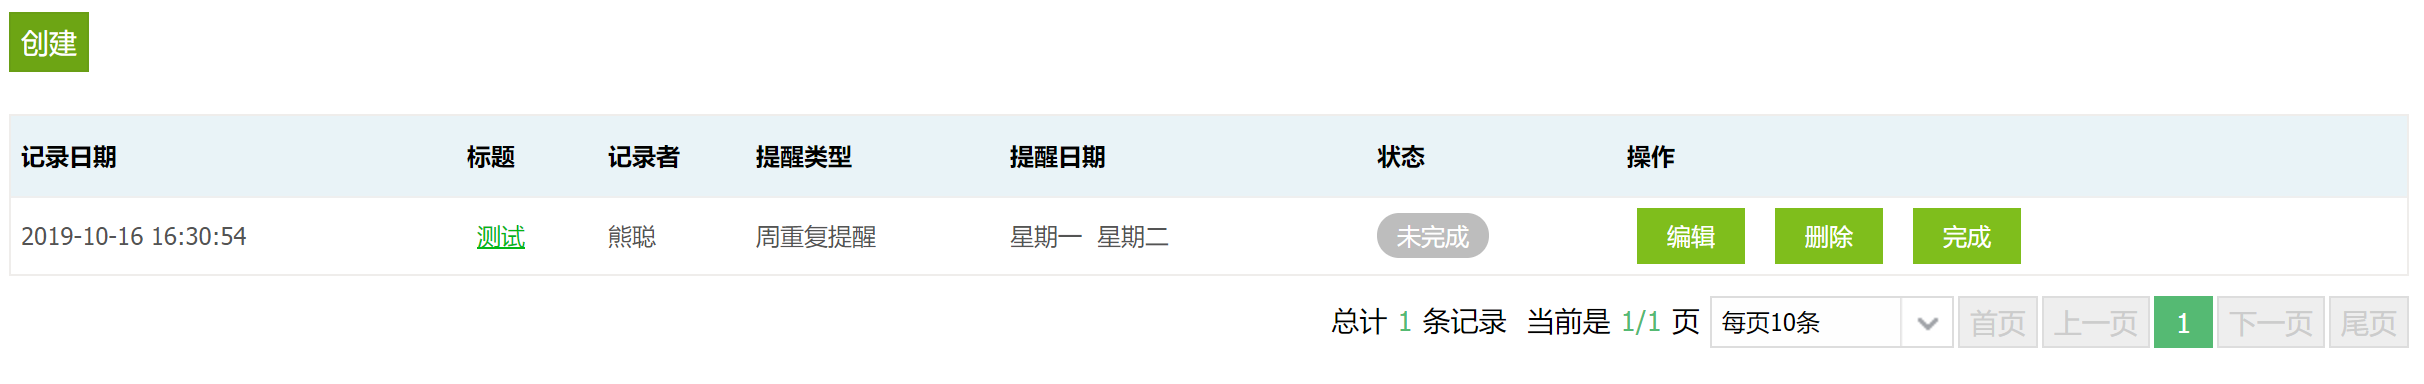 创建
记录日期 标题 记录者 提醒类型 提醒日期 状态 操作
2019-10-16 16:30:54 测试 熊聪 周重复提醒 星期一 星期二 未完成 编辑 删除 完成
总计 1 条记录 当前是 1/1 页 每页10条 首页 上一页 1 下一页 尾页